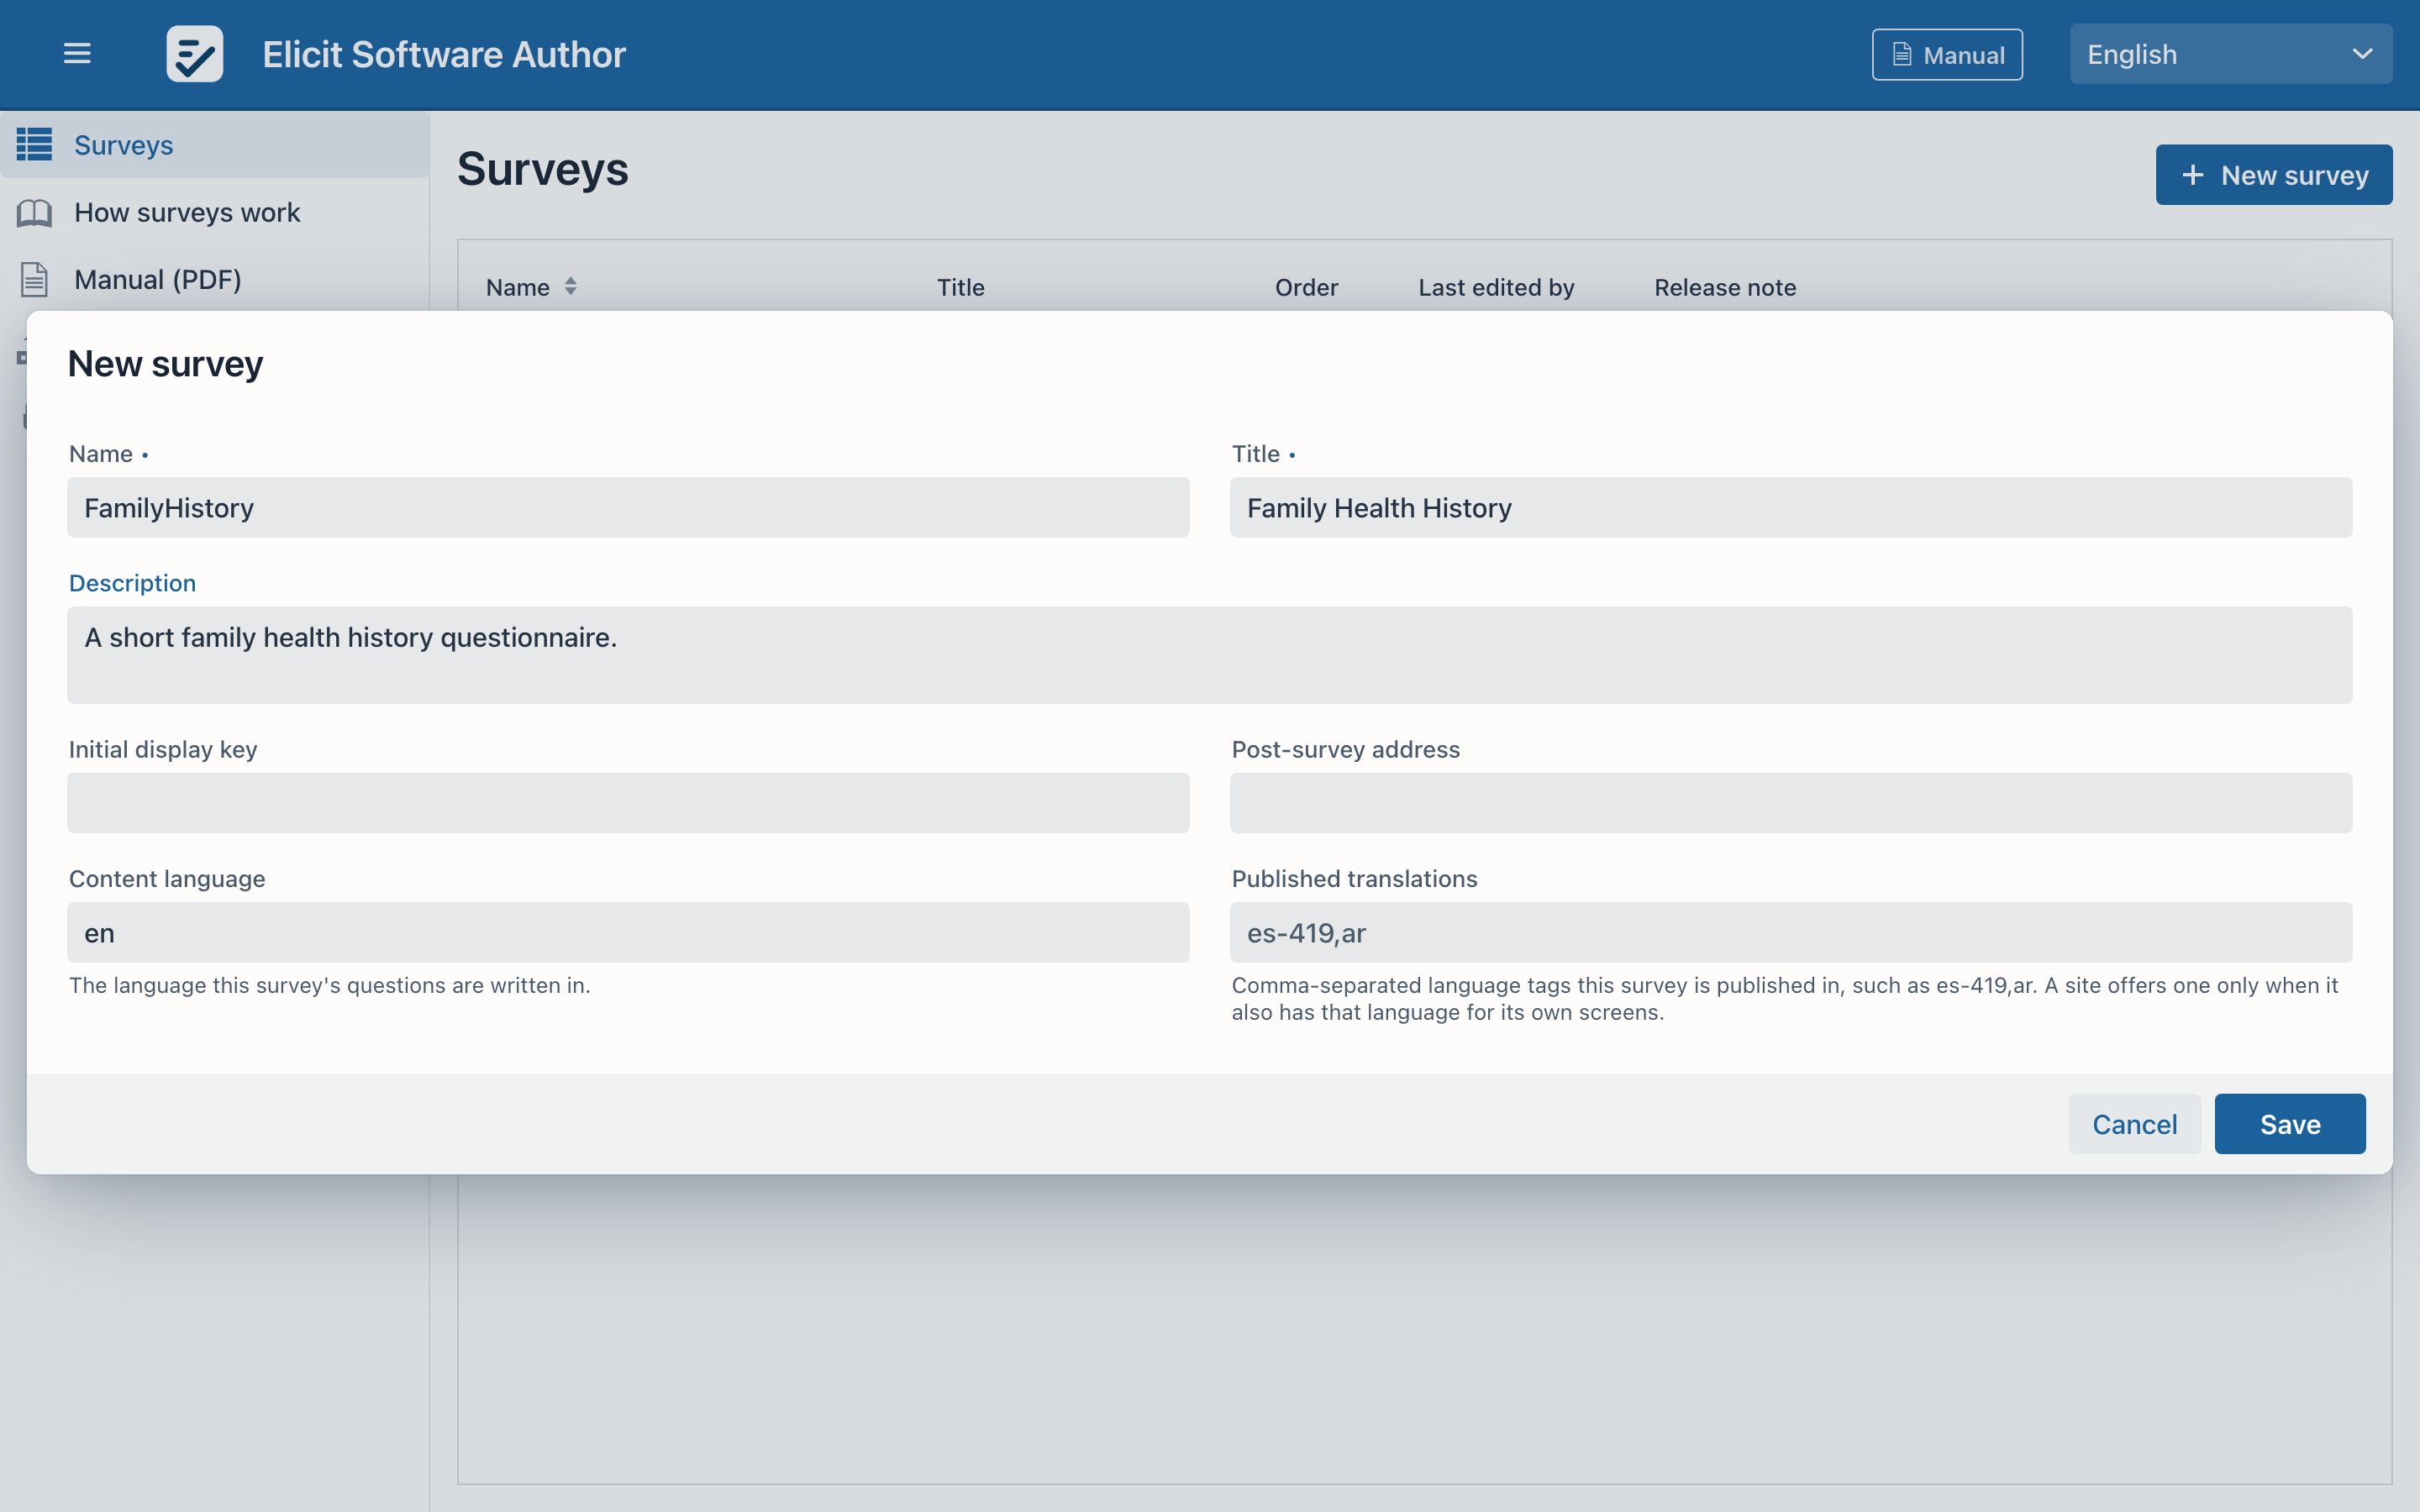 Elicit Software Author
Manual
English
Surveys
How surveys work
Manual (PDF)
Surveys
New survey
Name
Title
Order
Last edited by
Release note
New survey
Name •
Title •
FamilyHistory
Family Health History
Description
A short family health history questionnaire.
Initial display key
Post-survey address
Content language
Published translations
en
es-419,ar
The language this survey's questions are written in.
Comma-separated language tags this survey is published in, such as es-419,ar. A site offers one only when it
also has that language for its own screens.
Cancel
Save